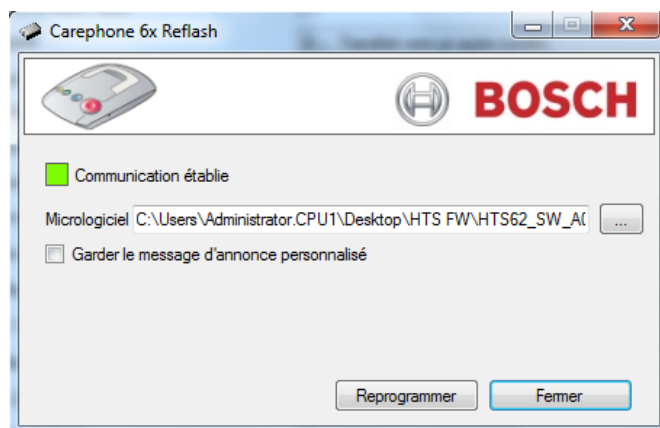 Carephone 6x Reflash
BOSCH
Communication établie
Micrologiciel C:\Users\Administrator.CPU1\Desktop\HTS FW\HTS62_SW_A( ...
Garder le message d'annonce personnalisé
Reprogrammer Fermer